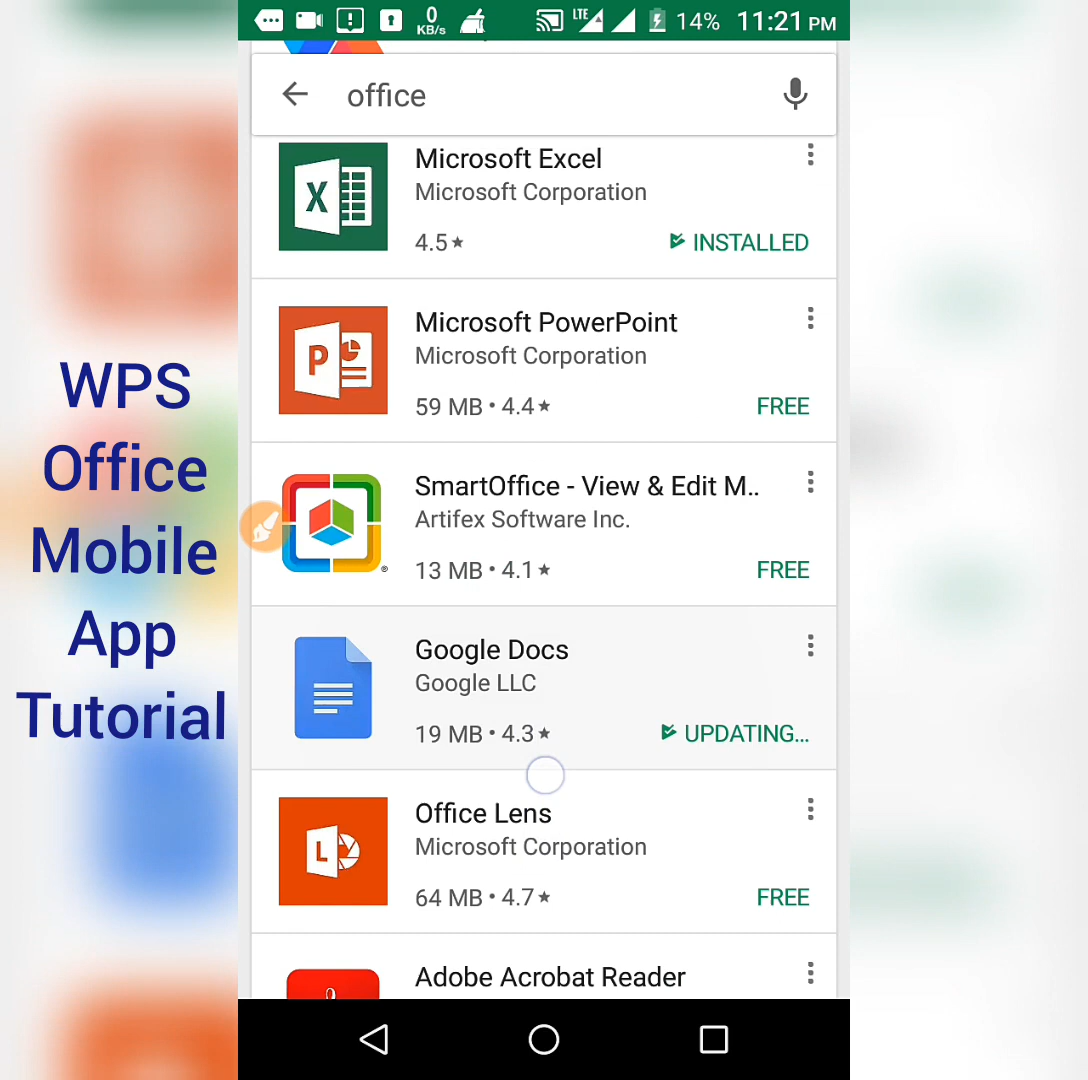 0
KB/s
LTE
14%
11:21 PM
office
Microsoft Excel
Microsoft Corporation
4.5★
INSTALLED
Microsoft PowerPoint
Microsoft Corporation
59 MB • 4.4★
FREE
SmartOffice - View & Edit M..
Artifex Software Inc.
13 MB • 4.1★
FREE
Google Docs
Google LLC
19 MB • 4.3★
UPDATING...
Office Lens
Microsoft Corporation
64 MB • 4.7★
FREE
Adobe Acrobat Reader
X
P
L
WPS
Office
Mobile
App
Tutorial